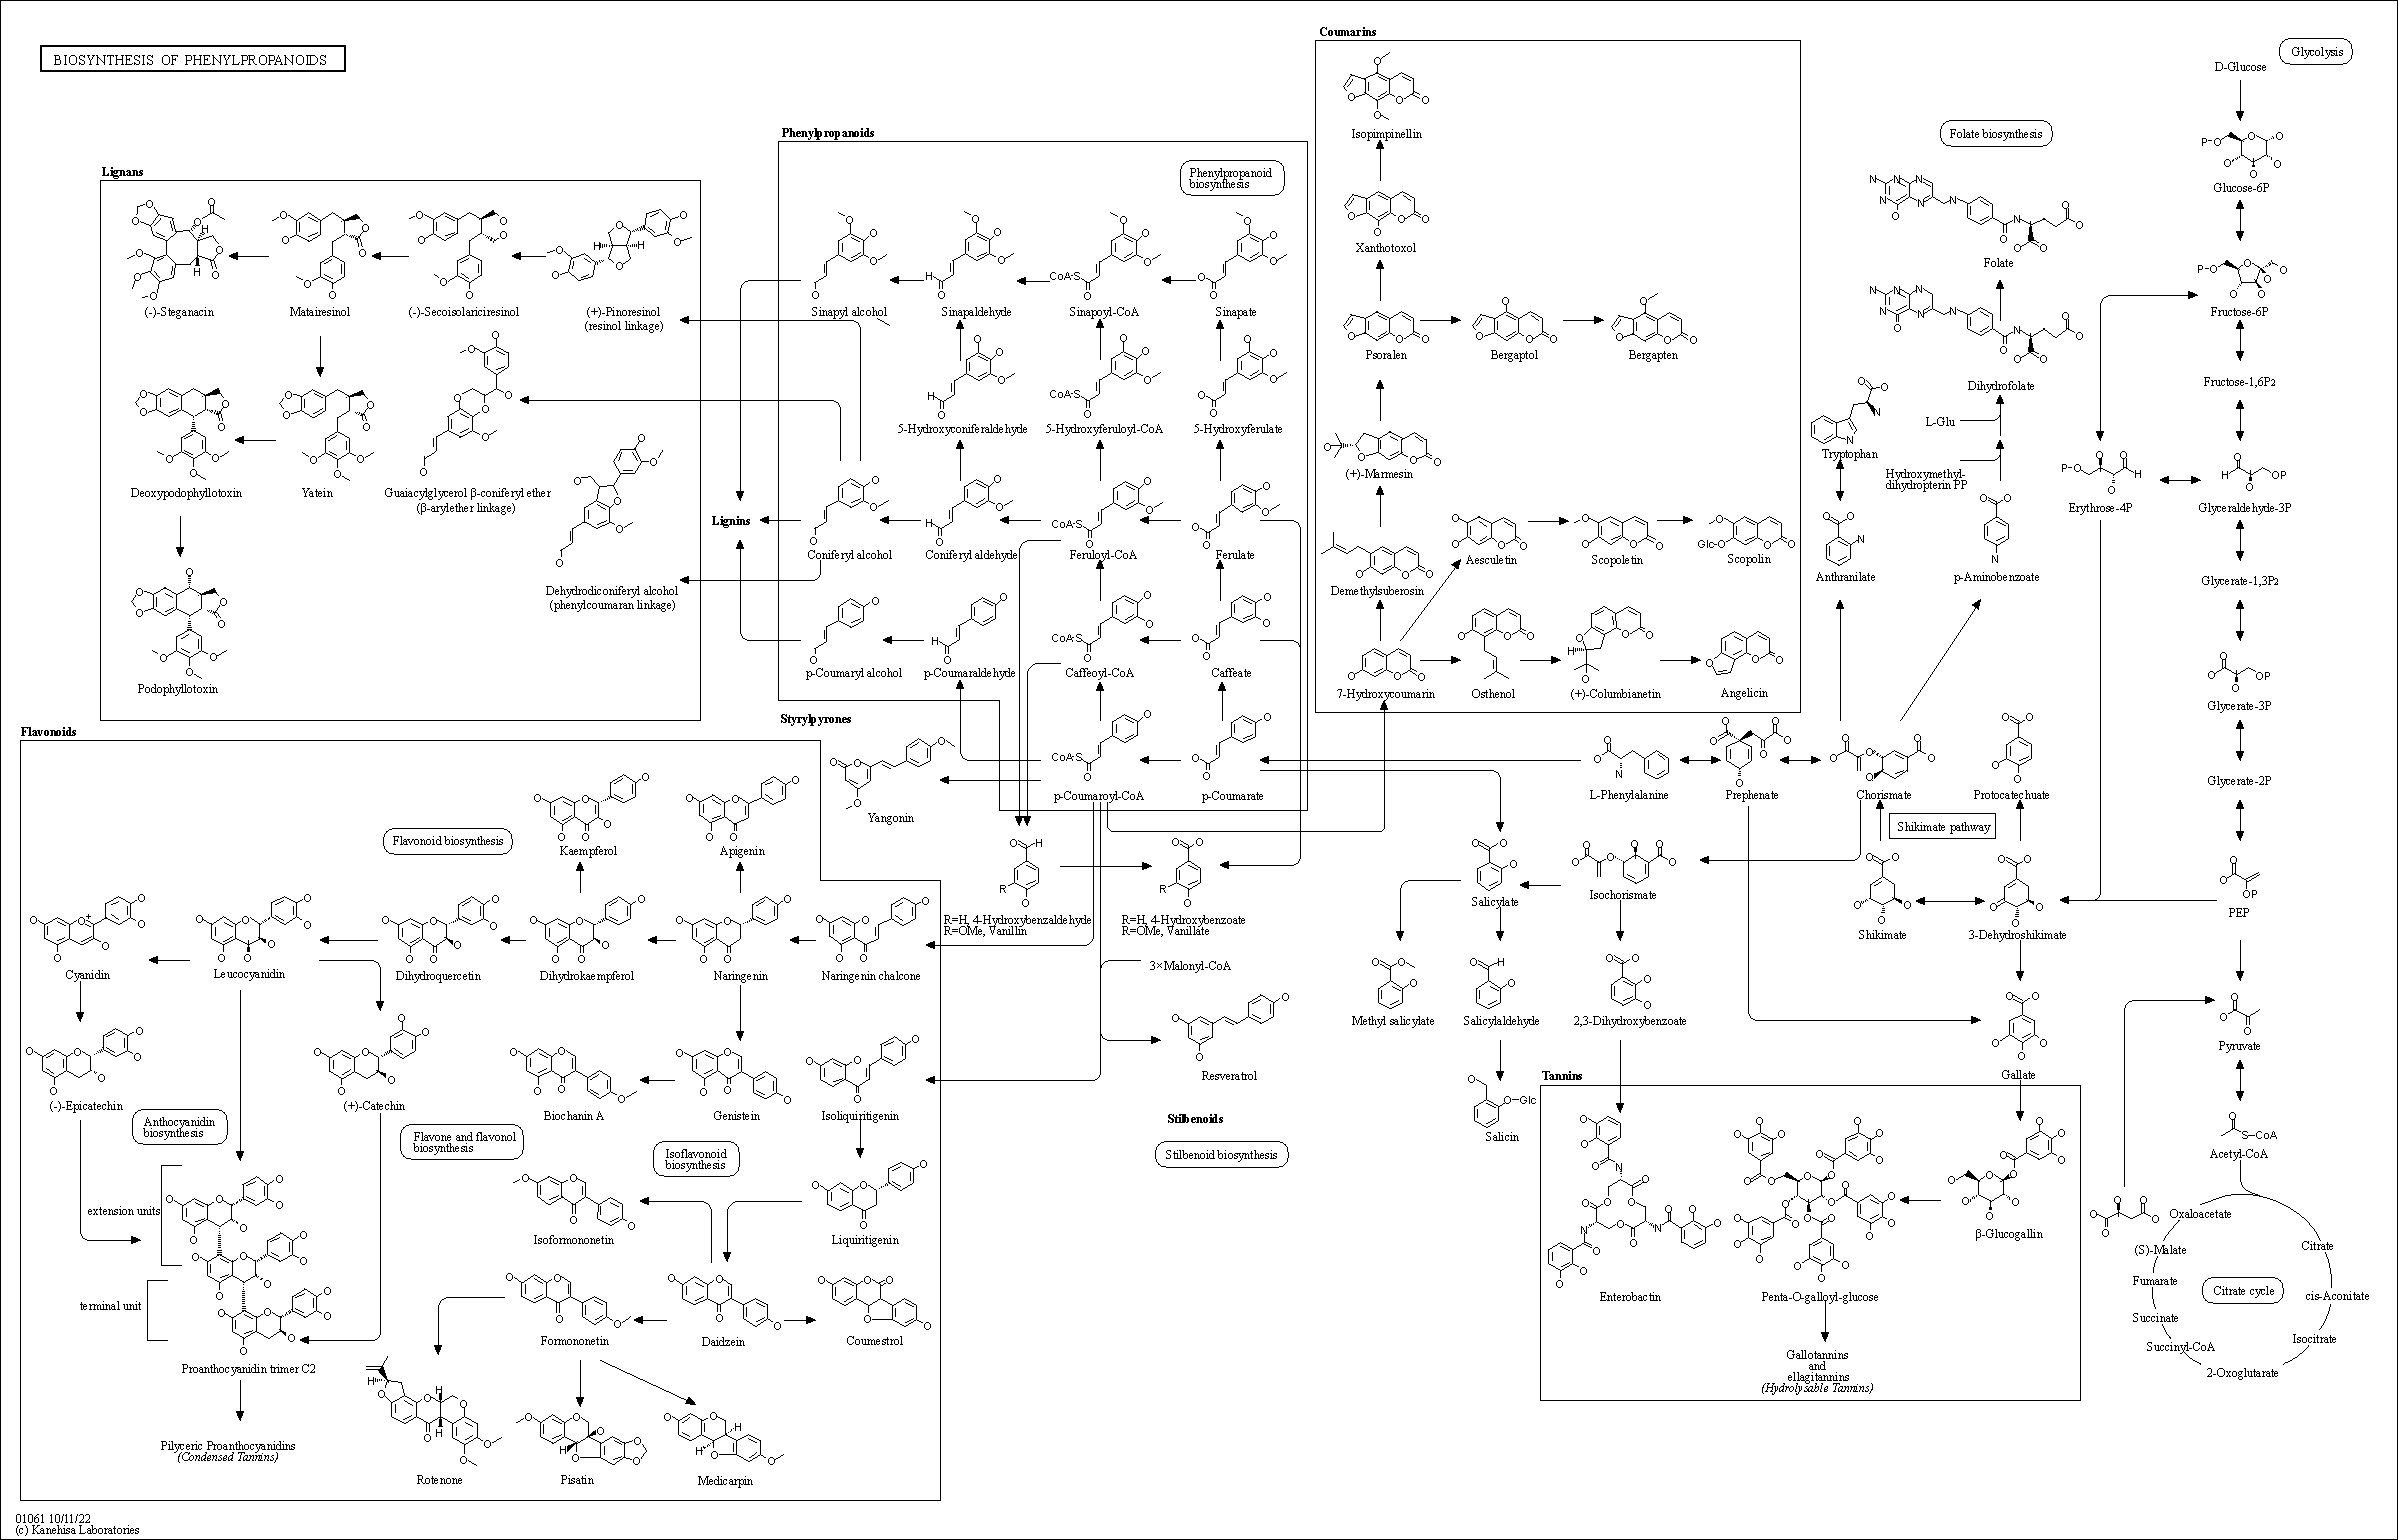 BIOSYNTHESIS OF PHENYLPROPANOIDS
Lignans
(-)-Steganacin
Matairesinol
(-)-Secoisolariciresinol
(+)-Pinoresinol
(resinol linkage)
Deoxypodophyllotoxin
Yatein
Guaiacylglycerol β-coniferyl ether
(β-arylether linkage)
Dehydrodiconiferyl alcohol
(phenylcoumaran linkage)
Podophyllotoxin
Lignins
Phenylpropanoids
Phenylpropanoid
biosynthesis
Sinapyl alcohol
Sinapaldehyde
Sinapoyl-CoA
Sinapate
5-Hydroxyconiferaldehyde
5-Hydroxyferuloyl-CoA
5-Hydroxyferulate
Coniferyl alcohol
Coniferyl aldehyde
Feruloyl-CoA
Ferulate
p-Coumaryl alcohol
p-Coumaraldehyde
Caffeoyl-CoA
Caffeate
p-Coumaroyl-CoA
p-Coumarate
Coumarins
Isopimpinellin
Xanthotoxol
Psoralen
Bergaptol
Bergapten
(+)-Marmesin
Demethylsuberosin
Aesculetin
Scopoletin
Scopolin
7-Hydroxycoumarin
Osthenol
(+)-Columbianetin
Angelicin
Styrylpyrones
Yangonin
R=H, 4-Hydroxybenzaldehyde
R=OMe, Vanillin
R=H, 4-Hydroxybenzoate
R=OMe, Vanillate
3×Malonyl-CoA
Resveratrol
Stilbenoids
Stilbenoid biosynthesis
Flavonoids
Flavonoid biosynthesis
Kaempferol
Apigenin
Cyanidin
Leucocyanidin
Dihydroquercetin
Dihydrokaempferol
Naringenin
Naringenin chalcone
(-)-Epicatechin
(+)-Catechin
Biochanin A
Genistein
Isoliquiritigenin
Anthocyanidin
biosynthesis
Flavone and flavonol
biosynthesis
Isoflavonoid
biosynthesis
extension units
terminal unit
Isoformononetin
Liquiritigenin
Formononetin
Daidzein
Coumestrol
Proanthocyanidin trimer C2
Pilyceric Proanthocyanidins
(Condensed Tannins)
Rotenone
Pisatin
Medicarpin
Glycolysis
D-Glucose
Glucose-6P
Fructose-6P
Fructose-1,6P2
Glyceraldehyde-3P
Erythrose-4P
Glycerate-1,3P2
Glycerate-3P
Glycerate-2P
PEP
Pyruvate
Acetyl-CoA
Folate biosynthesis
Folate
Dihydrofolate
L-Glu
Hydroxymethyl-
dihydropterin PP
Tryptophan
Anthranilate
p-Aminobenzoate
L-Phenylalanine
Prephenate
Chorismate
Protocatechuate
Shikimate pathway
Shikimate
3-Dehydroshikimate
Salicylate
Isochorismate
Methyl salicylate
Salicylaldehyde
2,3-Dihydroxybenzoate
Gallate
Salicin
Tannins
Enterobactin
Penta-O-galloyl-glucose
β-Glucogallin
Gallotannins
and
ellagitannins
(Hydrolysable Tannins)
Oxaloacetate
(S)-Malate
Fumarate
Succinate
Succinyl-CoA
2-Oxoglutarate
Isocitrate
cis-Aconitate
Citrate
Citrate cycle
01061 10/11/22
(c) Kanehisa Laboratories